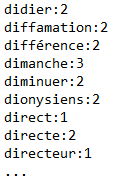 didier:2
diffamation:2
différence:2
dimanche:3
diminuer:2
dionysiens:2
direct:1
directe:2
directeur:1
...